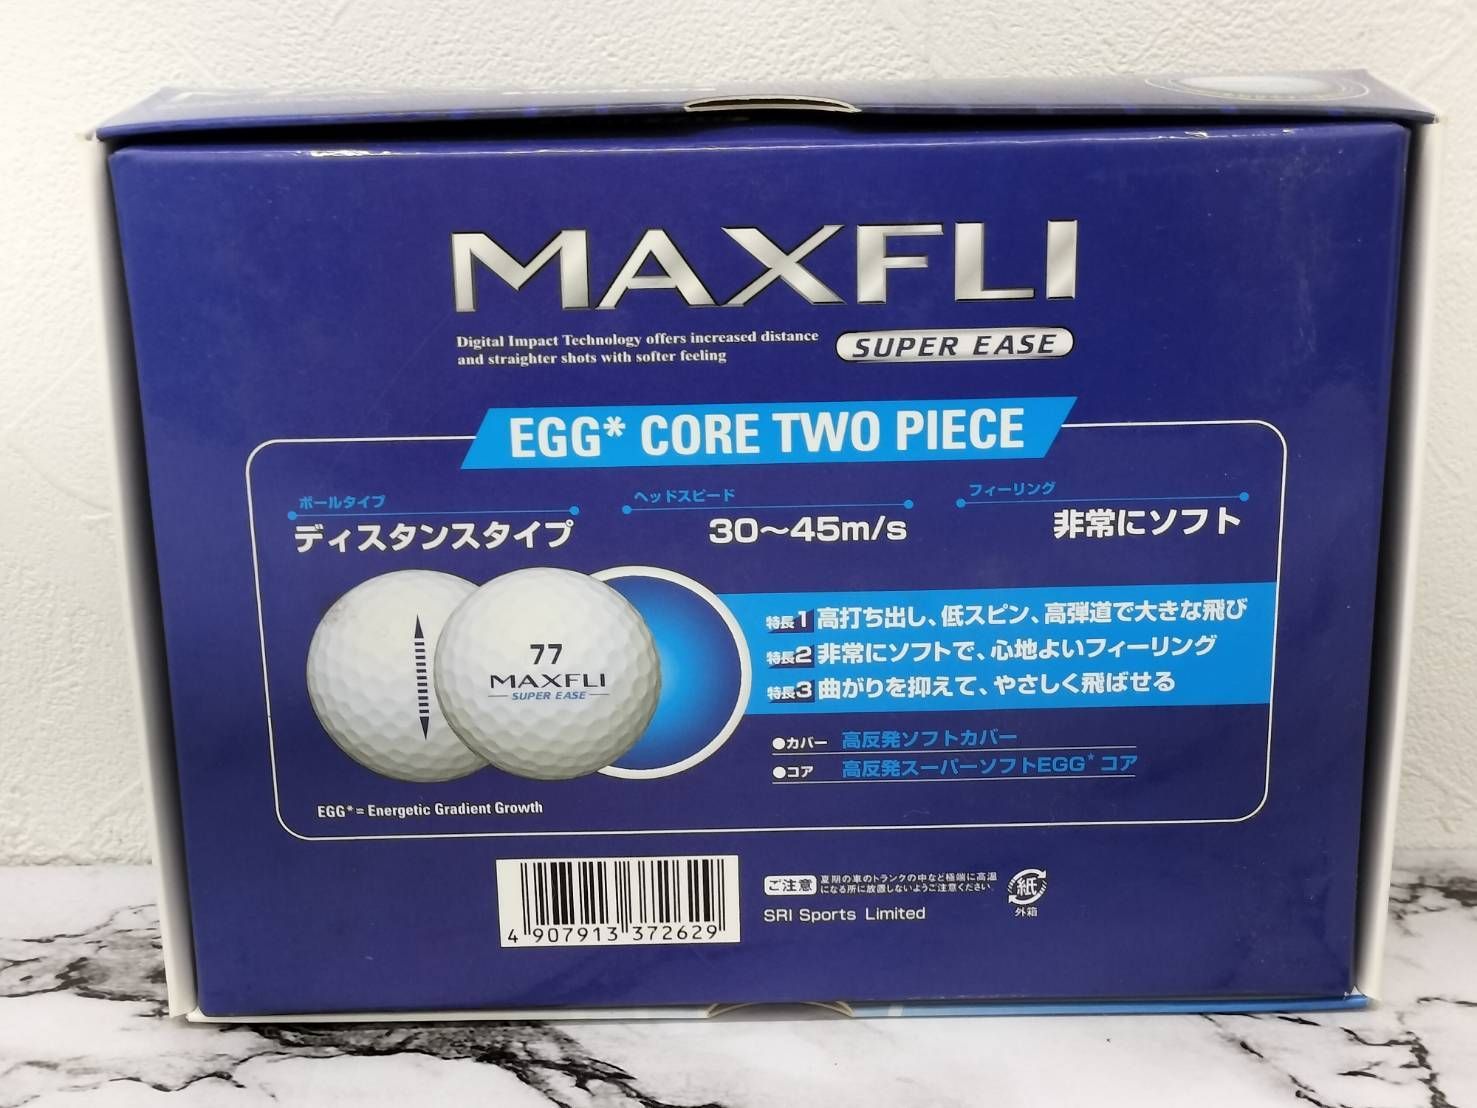 MAXFLI
Digital Impact Technology offers increased distance
and straighter shots with softer feeling
SUPER EASE
EGG* CORE TWO PIECE
ボールタイプ
ディスタンスタイプ
ヘッドスピード
30〜45m/s
フィーリング
非常にソフト
特長1 高打ち出し、低スピン、高弾道で大きな飛び
特長2 非常にソフトで、心地よいフィーリング
特長3 曲がりを抑えて、やさしく飛ばせる
77
MAXFLI
SUPER EASE
●カバー 高反発ソフトカバー
●コア 高反発スーパーソフトEGG*コア
EGG*=Energetic Gradient Growth
4 907913 372629
ご注意
夏期の車のトランクの中など極端に高温
になる所に放置しないようご注意ください。
SRI Sports Limited
紙
外箱